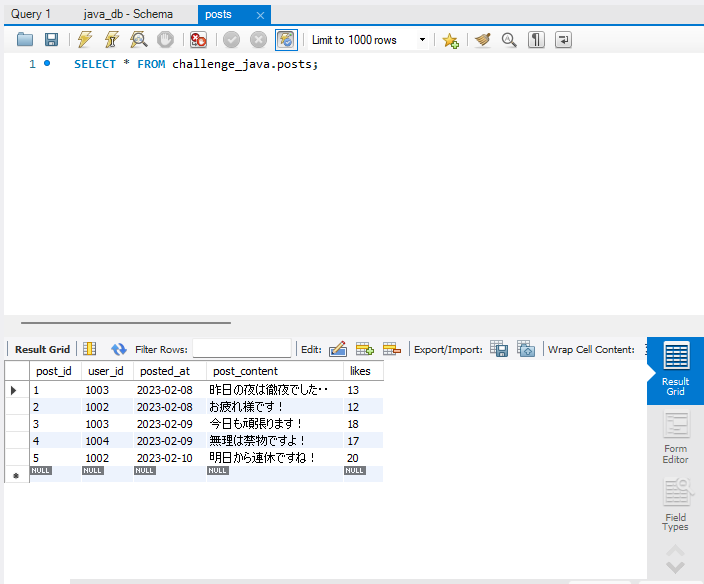 Query 1 java_db - Schema posts
Limit to 1000 rows
1 SELECT * FROM challenge_java.posts;
Result Grid Filter Rows: Edit: Export/Import: Wrap Cell Content:
post_id user_id posted_at post_content likes
1 1003 2023-02-08 昨日の夜は徹夜でした・・ 13
2 1002 2023-02-08 お疲れ様です！ 12
3 1003 2023-02-09 今日も頑張ります！ 18
4 1004 2023-02-09 無理は禁物ですよ！ 17
5 1002 2023-02-10 明日から連休ですね！ 20
NULL NULL NULL NULL NULL
Result
Grid
Form
Editor
Field
Types